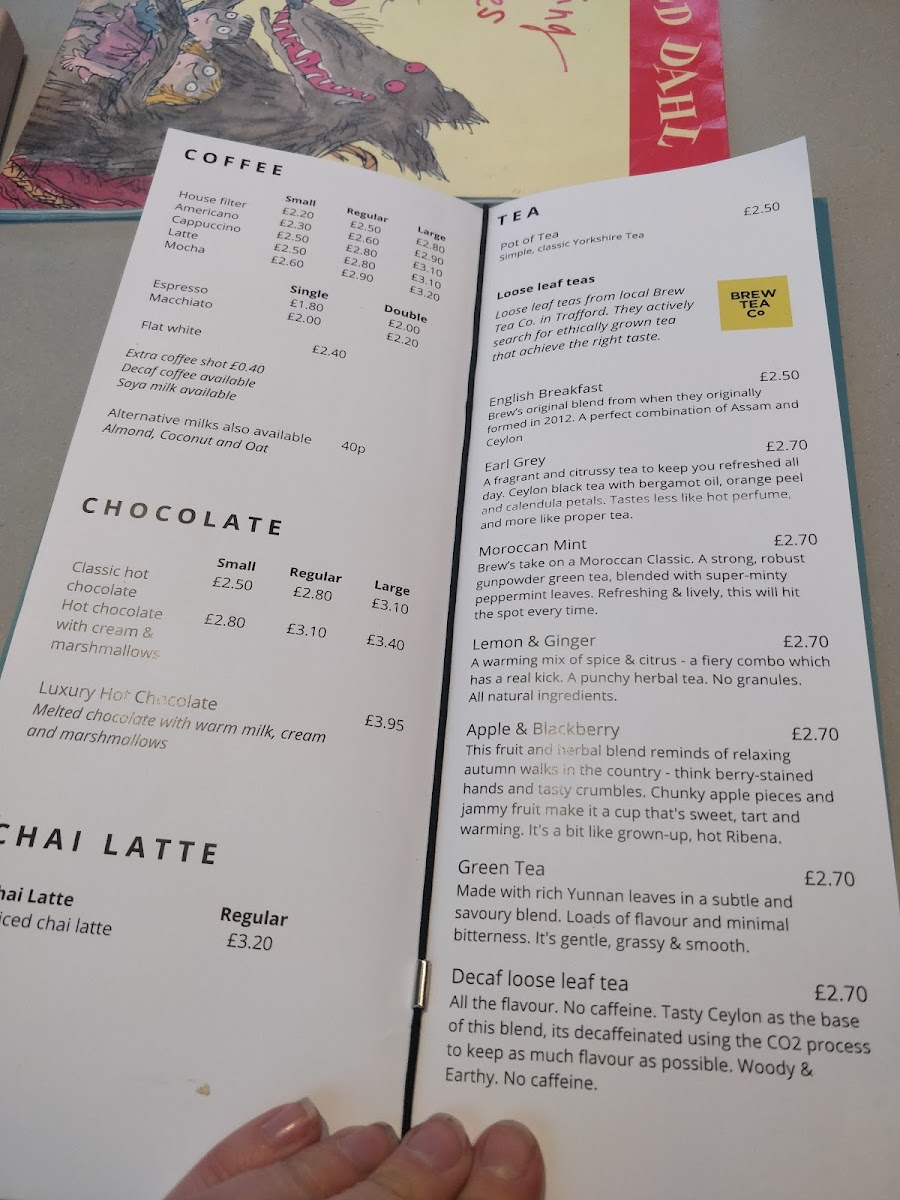 ing
es
D DAHL
COFFEE
Small Regular Large
House filter £2.20 £2.50 £2.80
Americano £2.30 £2.60 £2.90
Cappuccino £2.50 £2.80 £3.10
Latte £2.50 £2.80 £3.10
Mocha £2.60 £2.90 £3.20
Single Double
Espresso £1.80 £2.00
Macchiato £2.00 £2.20
Flat white £2.40
Extra coffee shot £0.40
Decaf coffee available
Soya milk available
Alternative milks also available 40p
Almond, Coconut and Oat
CHOCOLATE
Small Regular Large
Classic hot £2.50 £2.80 £3.10
chocolate
Hot chocolate £2.80 £3.10 £3.40
with cream &
marshmallows
Luxury Hot Chocolate £3.95
Melted chocolate with warm milk, cream
and marshmallows
CHAI LATTE
hai Latte Regular
iced chai latte £3.20
TEA
Pot of Tea £2.50
Simple, classic Yorkshire Tea
Loose leaf teas
Loose leaf teas from local Brew
Tea Co. in Trafford. They actively
search for ethically grown tea
that achieve the right taste.
BREW
TEA
Co
English Breakfast £2.50
Brew's original blend from when they originally
formed in 2012. A perfect combination of Assam and
Ceylon
Earl Grey £2.70
A fragrant and citrussy tea to keep you refreshed all
day. Ceylon black tea with bergamot oil, orange peel
and calendula petals. Tastes less like hot perfume,
and more like proper tea.
Moroccan Mint £2.70
Brew's take on a Moroccan Classic. A strong, robust
gunpowder green tea, blended with super-minty
peppermint leaves. Refreshing & lively, this will hit
the spot every time.
Lemon & Ginger £2.70
A warming mix of spice & citrus - a fiery combo which
has a real kick. A punchy herbal tea. No granules.
All natural ingredients.
Apple & Blackberry £2.70
This fruit and herbal blend reminds of relaxing
autumn walks in the country - think berry-stained
hands and tasty crumbles. Chunky apple pieces and
jammy fruit make it a cup that's sweet, tart and
warming. It's a bit like grown-up, hot Ribena.
Green Tea £2.70
Made with rich Yunnan leaves in a subtle and
savoury blend. Loads of flavour and minimal
bitterness. It's gentle, grassy & smooth.
Decaf loose leaf tea £2.70
All the flavour. No caffeine. Tasty Ceylon as the base
of this blend, its decaffeinated using the CO2 process
to keep as much flavour as possible. Woody &
Earthy. No caffeine.